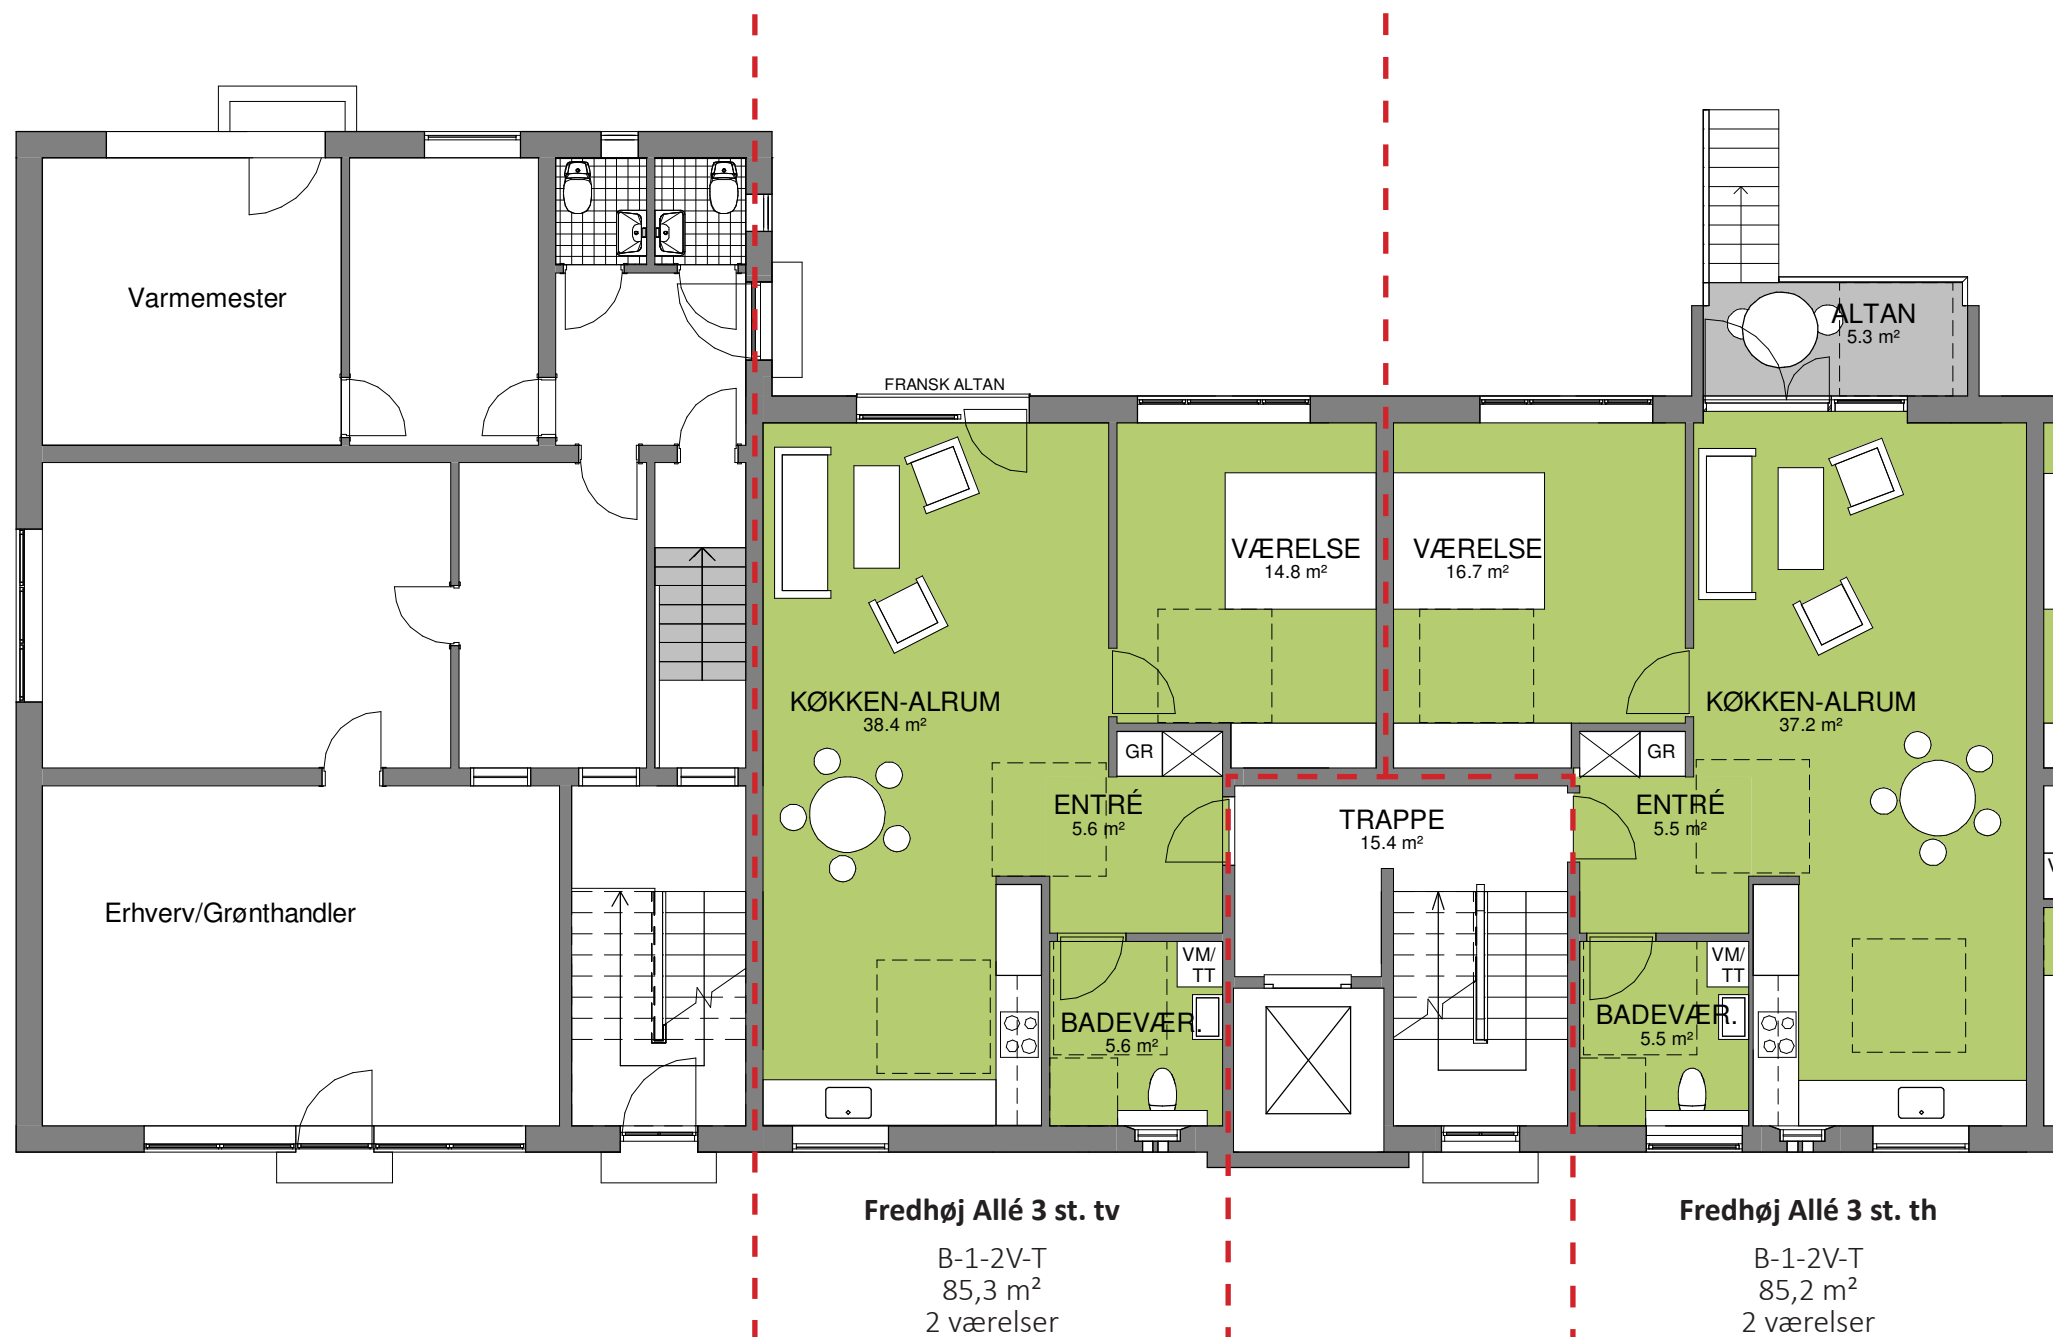 Varmemester
FRANSK ALTAN
ALTAN
5.3 m²
VÆRELSE
14.8 m²
VÆRELSE
16.7 m²
KØKKEN-ALRUM
38.4 m²
KØKKEN-ALRUM
37.2 m²
GR
GR
ENTRÉ
5.6 m²
TRAPPE
15.4 m²
ENTRÉ
5.5 m²
Erhverv/Grønthandler
VM/
TT
VM/
TT
BADEVÆR.
5.6 m²
BADEVÆR.
5.5 m²
Fredhøj Allé 3 st. tv
B-1-2V-T
85,3 m²
2 værelser
Fredhøj Allé 3 st. th
B-1-2V-T
85,2 m²
2 værelser